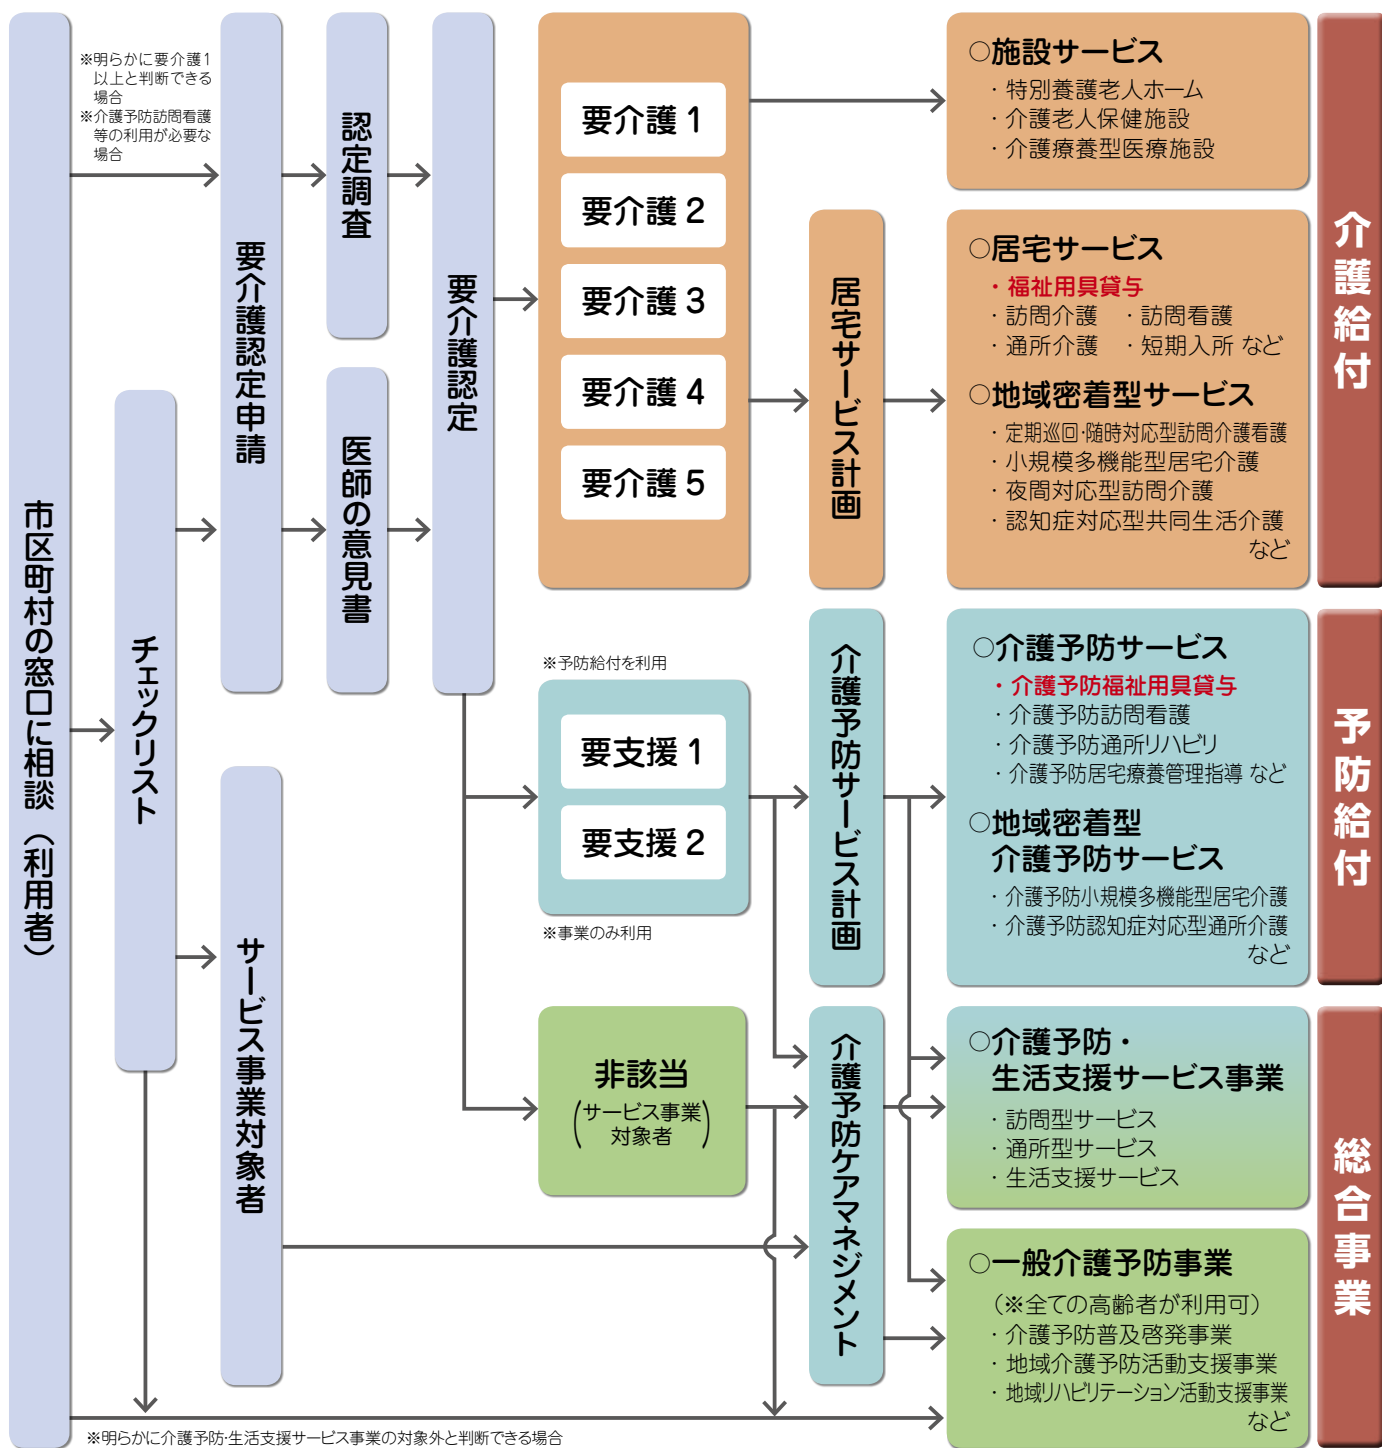 市区町村の窓口に相談（利用者）
※明らかに要介護1
以上と判断できる
場合
※介護予防訪問看護
等の利用が必要な
場合
チェックリスト
要介護認定申請
サービス事業対象者
認定調査
医師の意見書
要介護認定
要介護 1
要介護 2
要介護 3
要介護 4
要介護 5
※予防給付を利用
要支援 1
要支援 2
※事業のみ利用
非該当
(サービス事業
対象者)
居宅サービス計画
介護予防サービス計画
介護予防ケアマネジメント
○施設サービス
・特別養護老人ホーム
・介護老人保健施設
・介護療養型医療施設
○居宅サービス
・福祉用具貸与
・訪問介護 ・訪問看護
・通所介護 ・短期入所 など
○地域密着型サービス
・定期巡回・随時対応型訪問介護看護
・小規模多機能型居宅介護
・夜間対応型訪問介護
・認知症対応型共同生活介護
など
介護給付
○介護予防サービス
・介護予防福祉用具貸与
・介護予防訪問看護
・介護予防通所リハビリ
・介護予防居宅療養管理指導 など
○地域密着型
介護予防サービス
・介護予防小規模多機能型居宅介護
・介護予防認知症対応型通所介護
など
予防給付
○介護予防・
生活支援サービス事業
・訪問型サービス
・通所型サービス
・生活支援サービス
○一般介護予防事業
（※全ての高齢者が利用可）
・介護予防普及啓発事業
・地域介護予防活動支援事業
・地域リハビリテーション活動支援事業
など
総合事業
※明らかに介護予防・生活支援サービス事業の対象外と判断できる場合